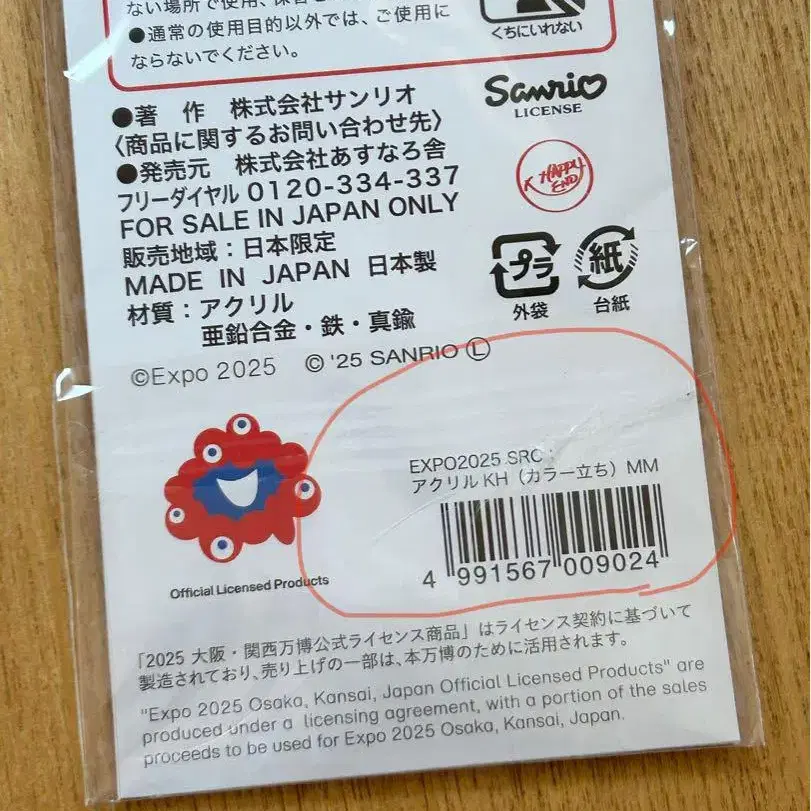 ない場所で使用、保管を
●通常の使用目的以外では、ご使用に
ならないでください。
くちにいれない
●著　作　株式会社サンリオ
〈商品に関するお問い合わせ先〉
●発売元　株式会社あすなろ舎
フリーダイヤル 0120-334-337
FOR SALE IN JAPAN ONLY
販売地域：日本限定
MADE IN JAPAN 日本製
材質：アクリル
亜鉛合金・鉄・真鍮
Sanrio
LICENSE
HAPPY
END
プラ
外袋
紙
台紙
©Expo 2025 © '25 SANRIO Ⓛ
Official Licensed Products
EXPO2025 SRC
アクリルKH（カラー立ち）MM
4 991567 009024
「2025 大阪・関西万博公式ライセンス商品」はライセンス契約に基づいて
製造されており、売り上げの一部は、本万博のために活用されます。
"Expo 2025 Osaka, Kansai, Japan Official Licensed Products" are
produced under a licensing agreement, with a portion of the sales
proceeds to be used for Expo 2025 Osaka, Kansai, Japan.